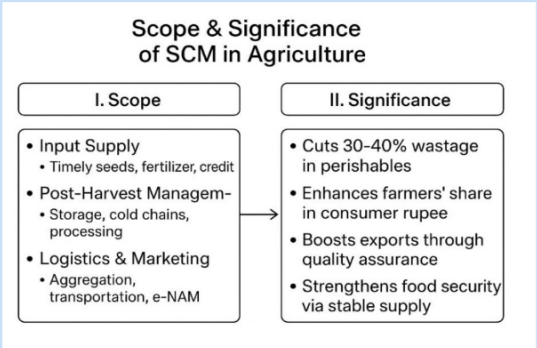 Scope & Significance
of SCM in Agriculture
I. Scope
• Input Supply
• Timely seeds, fertilizer, credit
• Post-Harvest Managem-
• Storage, cold chains,
processing
• Logistics & Marketing
• Aggregation,
transportation, e-NAM
II. Significance
• Cuts 30-40% wastage
in perishables
• Enhances farmers' share
in consumer rupee
• Boosts exports through
quality assurance
• Strengthens food security
via stable supply